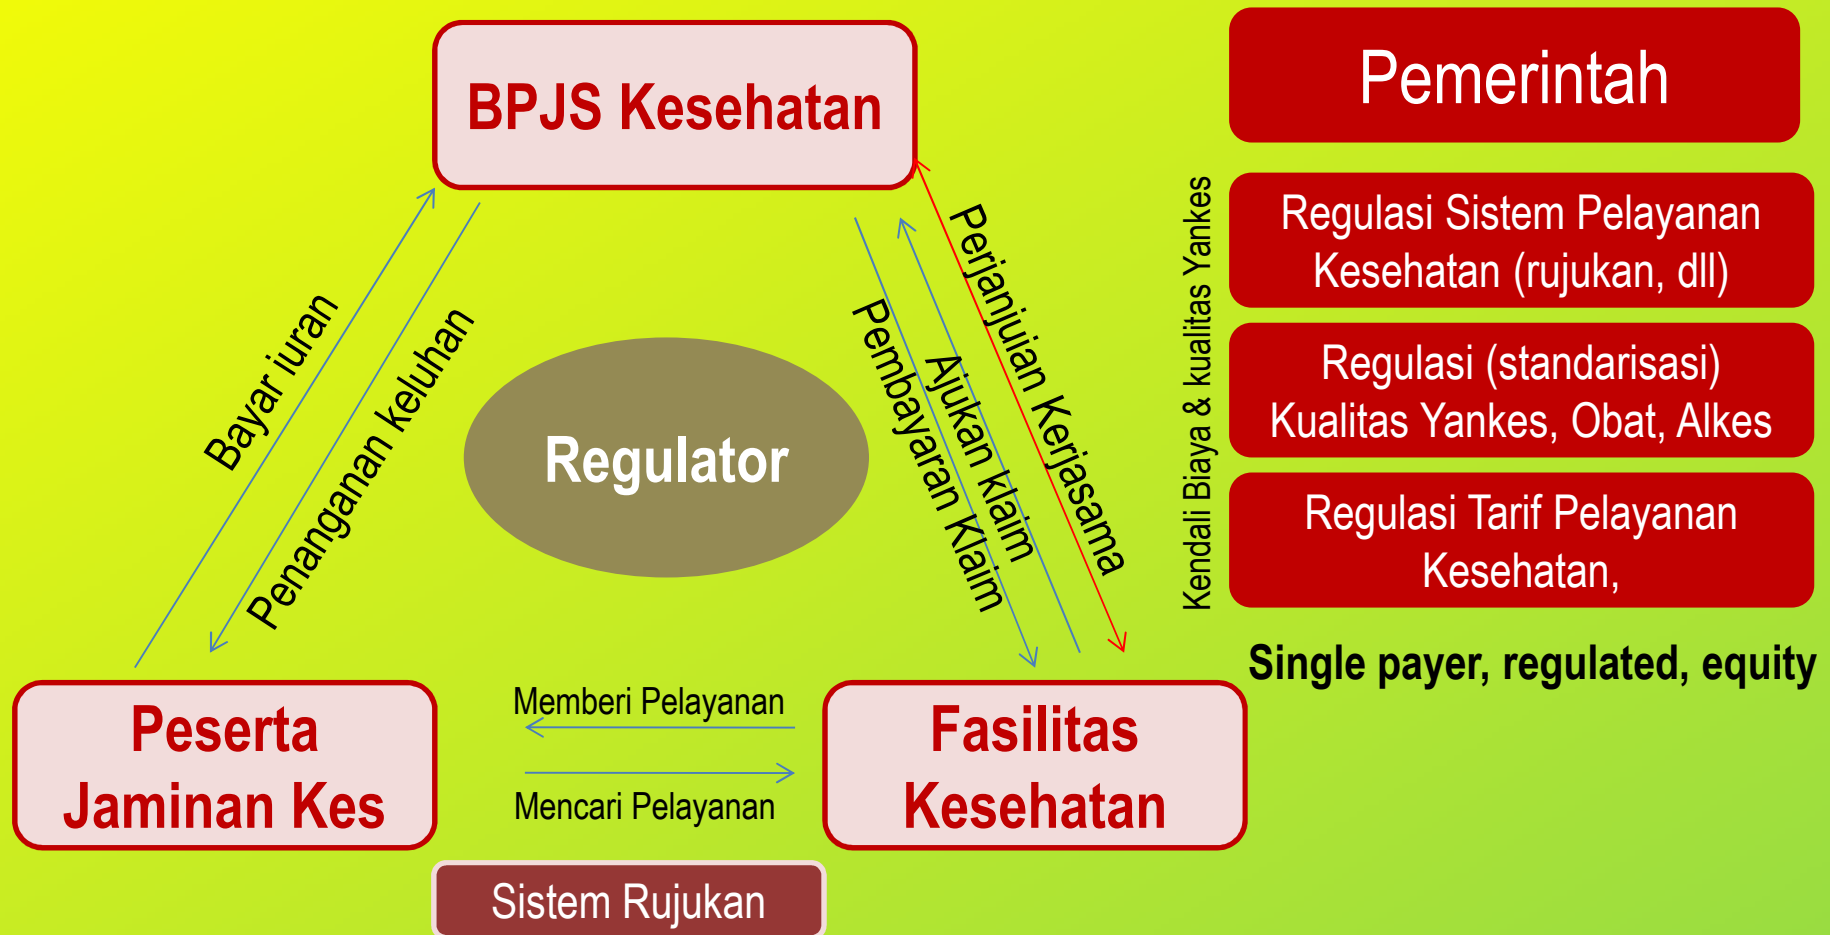 BPJS Kesehatan
Pemerintah
Kendali Biaya & kualitas Yankes
Regulasi Sistem Pelayanan
Kesehatan (rujukan, dll)
Regulasi (standarisasi)
Kualitas Yankes, Obat, Alkes
Regulasi Tarif Pelayanan
Kesehatan,
Single payer, regulated, equity
Bayar iuran
Penanganan keluhan
Regulator
Pembayaran Klaim
Ajukan klaim
Perjanjuian Kerjasama
Peserta
Jaminan Kes
Memberi Pelayanan
Mencari Pelayanan
Fasilitas
Kesehatan
Sistem Rujukan